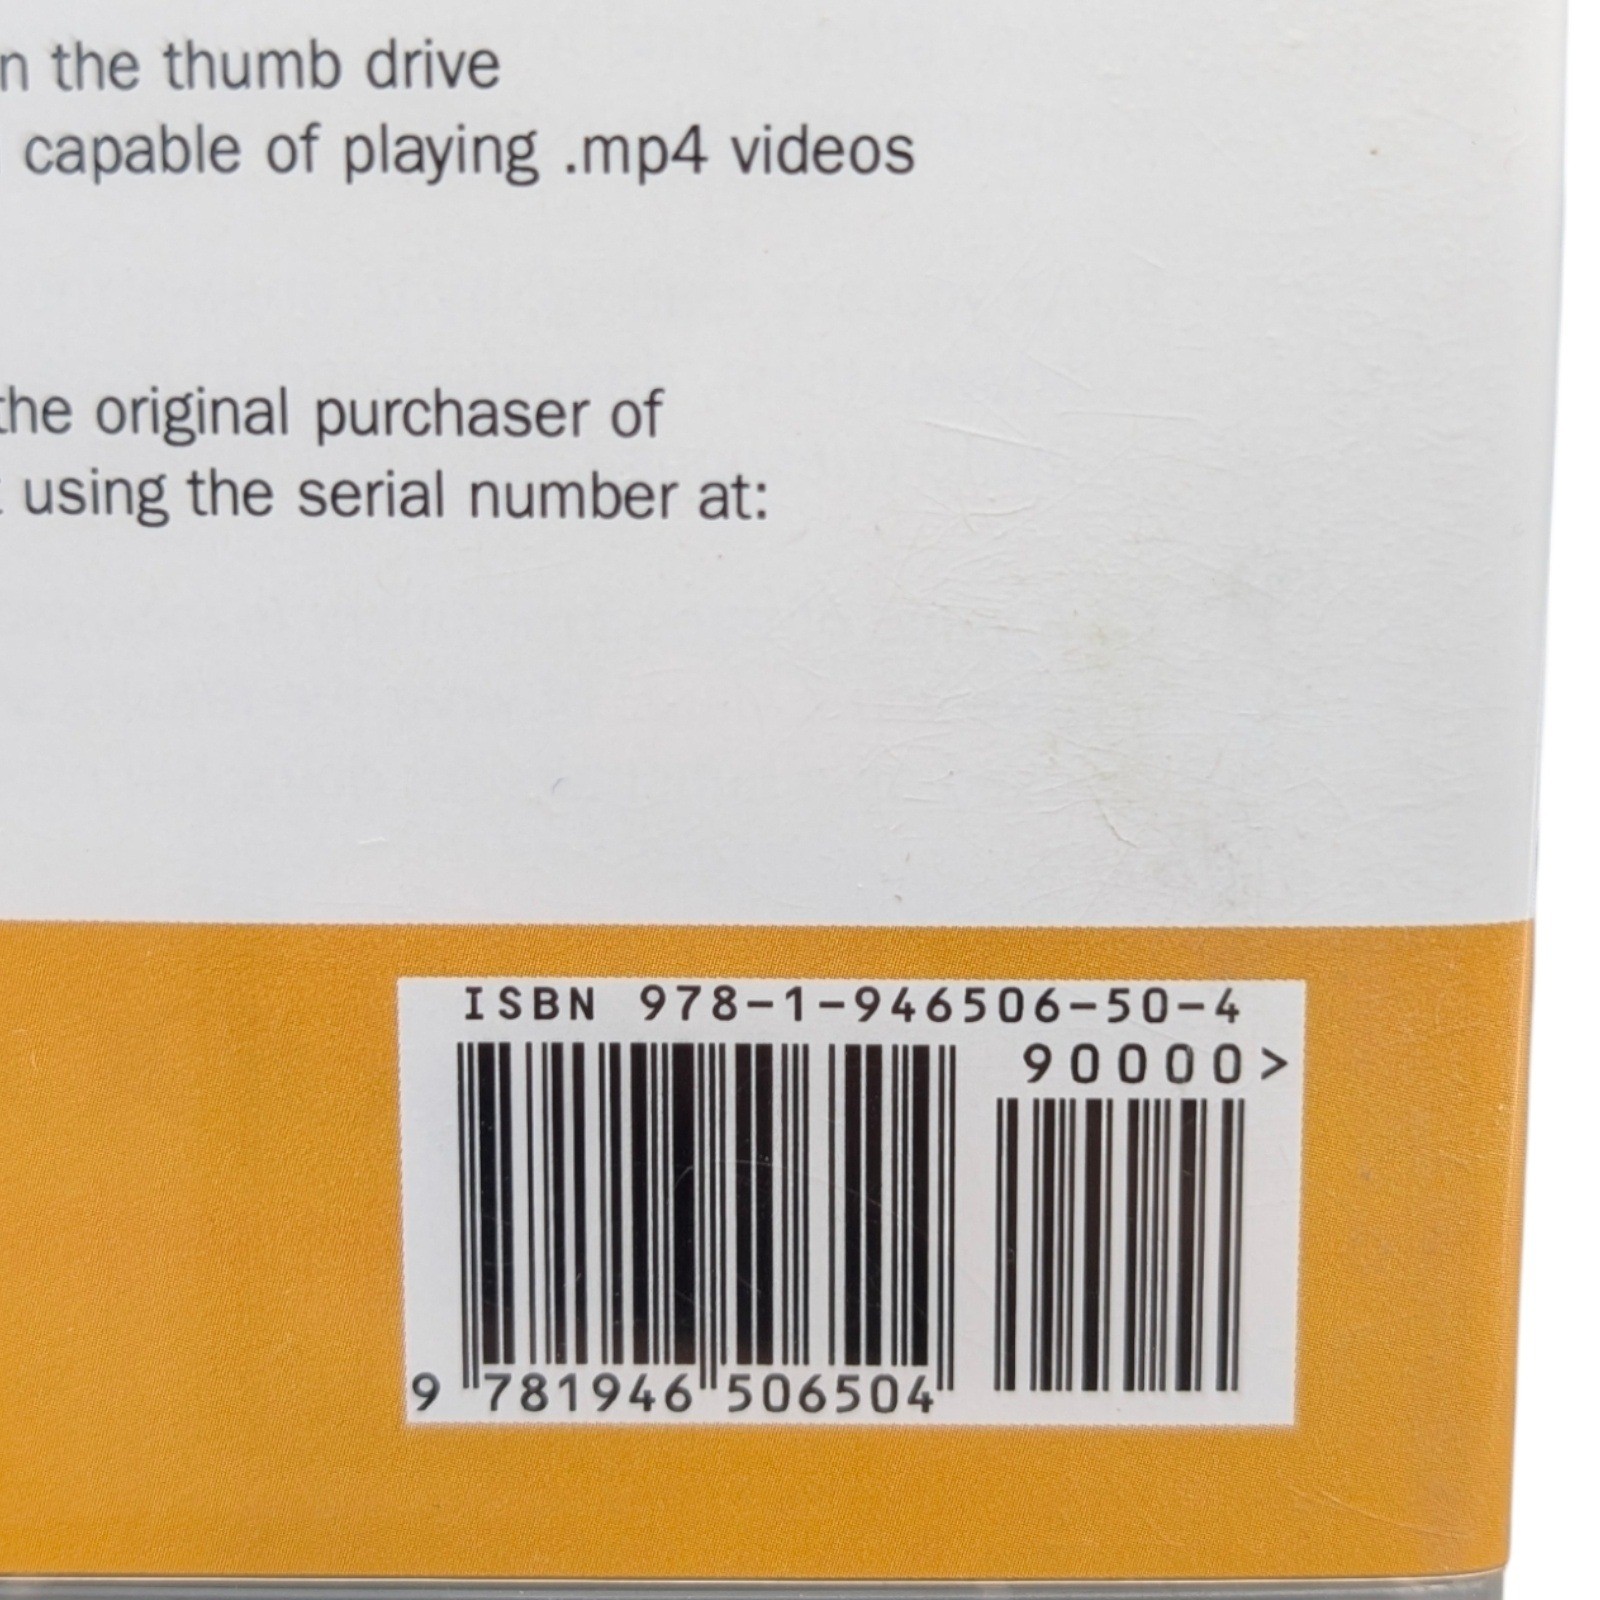 n the thumb drive
capable of playing .mp4 videos
the original purchaser of
using the serial number at:
ISBN 978-1-946506-50-4
90000>
9 781946 506504